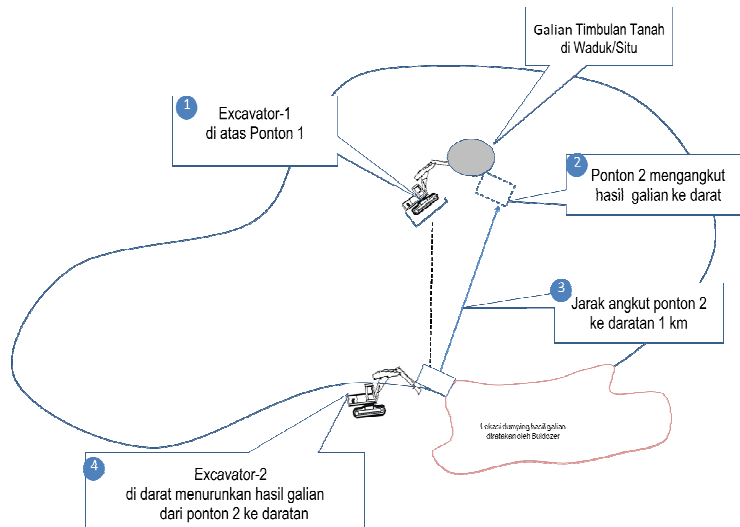 Galian Timbulan Tanah
di Waduk/Situ
1
Excavator-1
di atas Ponton 1
2
Ponton 2 mengangkut
hasil galian ke darat
3
Jarak angkut ponton 2
ke daratan 1 km
Lokasi dumping hasil galian
diratakan oleh Buldozer
4
Excavator-2
di darat menurunkan hasil galian
dari ponton 2 ke daratan